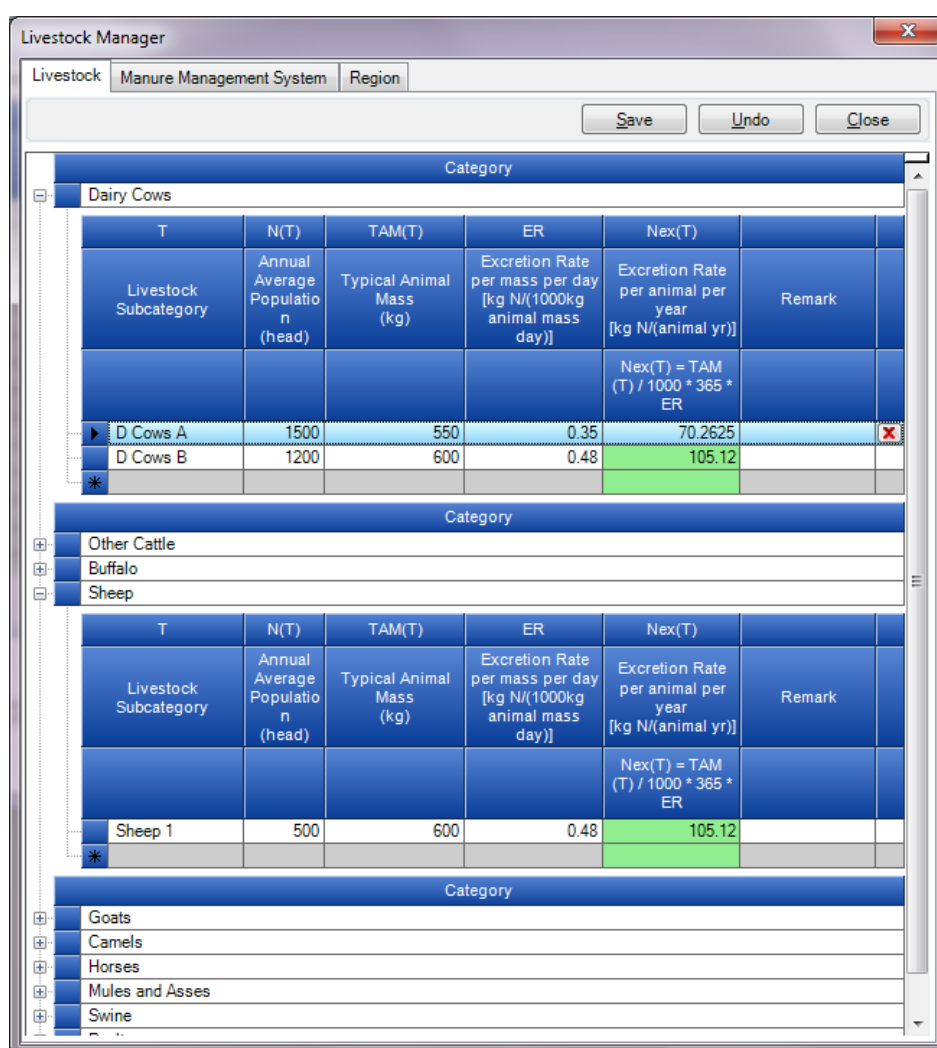 Livestock Manager
Livestock Manure Management System Region
Save Undo Close
Category
Dairy Cows
T N(T) TAM(T) ER Nex(T)
Livestock
Subcategory
Annual
Average
Populatio
n
(head)
Typical Animal
Mass
(kg)
Excretion Rate
per mass per day
[kg N/(1000kg
animal mass
day)]
Excretion Rate
per animal per
year
[kg N/(animal yr)]
Remark
Nex(T) = TAM
(T) / 1000 * 365 *
ER
D Cows A 1500 550 0.35 70.2625
D Cows B 1200 600 0.48 105.12
Category
Other Cattle
Buffalo
Sheep
T N(T) TAM(T) ER Nex(T)
Livestock
Subcategory
Annual
Average
Populatio
n
(head)
Typical Animal
Mass
(kg)
Excretion Rate
per mass per day
[kg N/(1000kg
animal mass
day)]
Excretion Rate
per animal per
year
[kg N/(animal yr)]
Remark
Nex(T) = TAM
(T) / 1000 * 365 *
ER
Sheep 1 500 600 0.48 105.12
Category
Goats
Camels
Horses
Mules and Asses
Swine